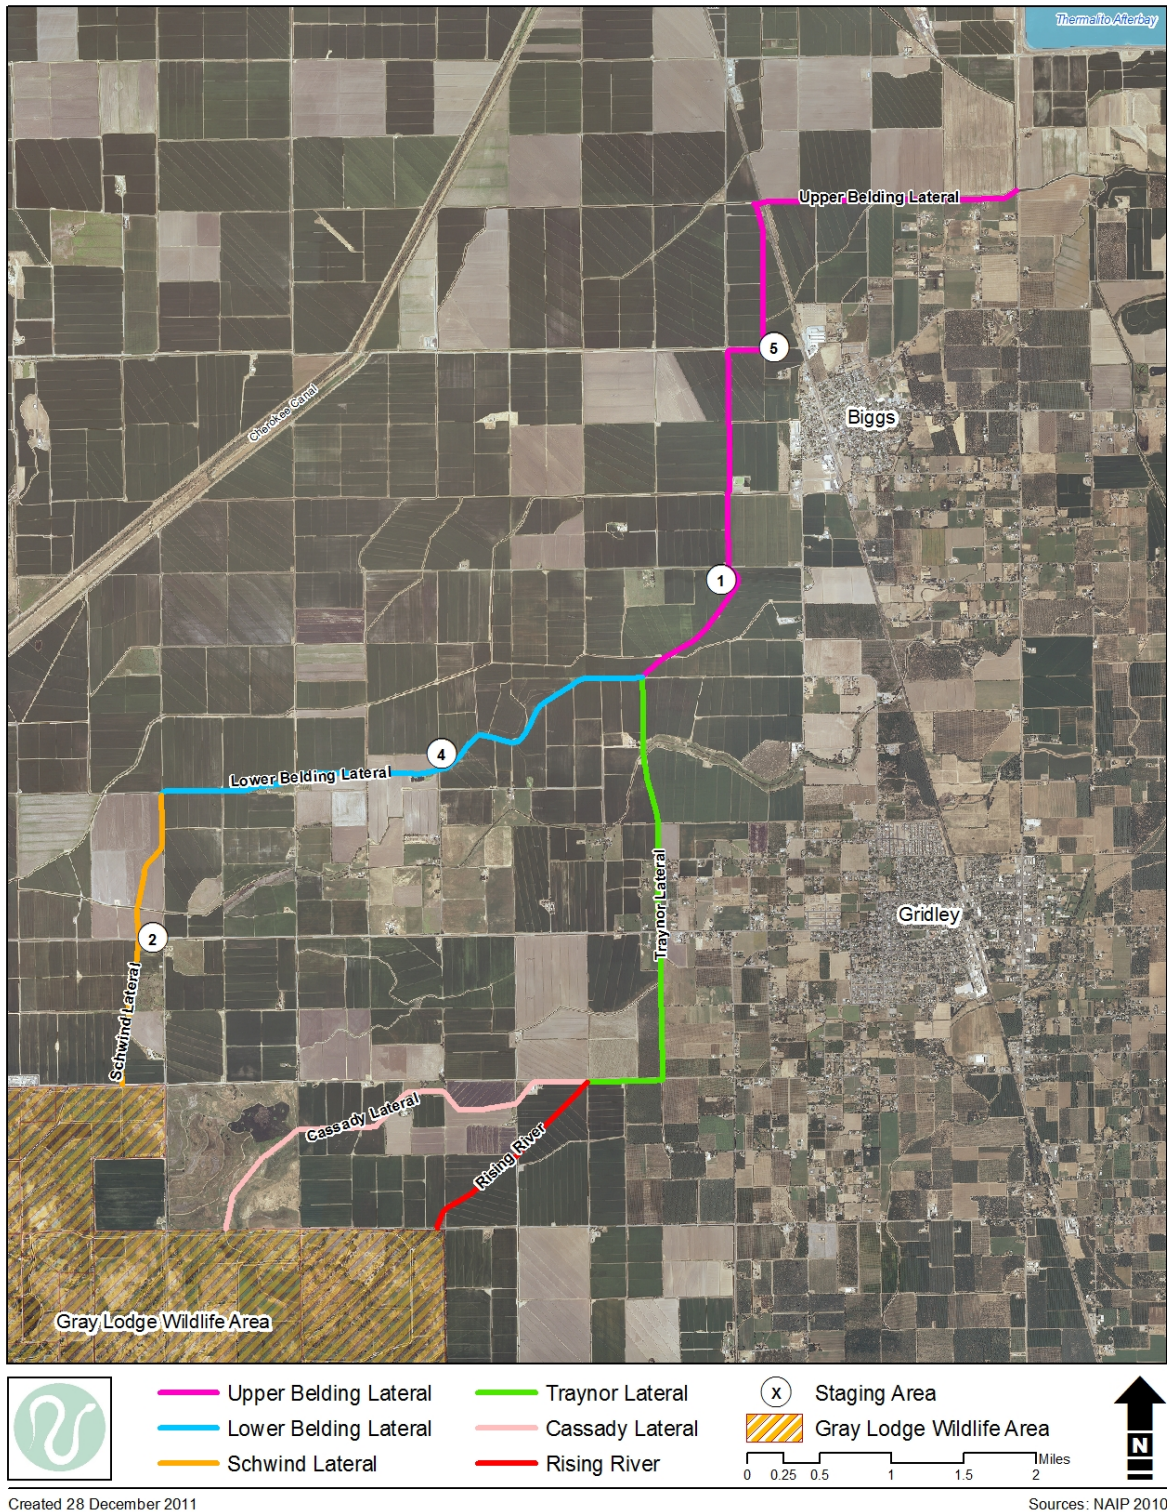 Thermalito Afterbay
Upper Belding Lateral
5
Cherokee Canal
Biggs
1
4
Lower Belding Lateral
Traynor Lateral
Gridley
2
Schwind Lateral
Cassady Lateral
Rising River
Gray Lodge Wildlife Area
Upper Belding Lateral
Lower Belding Lateral
Schwind Lateral
Traynor Lateral
Cassady Lateral
Rising River
X Staging Area
Gray Lodge Wildlife Area
Miles
0 0.25 0.5 1 1.5 2
N
Created 28 December 2011
Sources: NAIP 2010